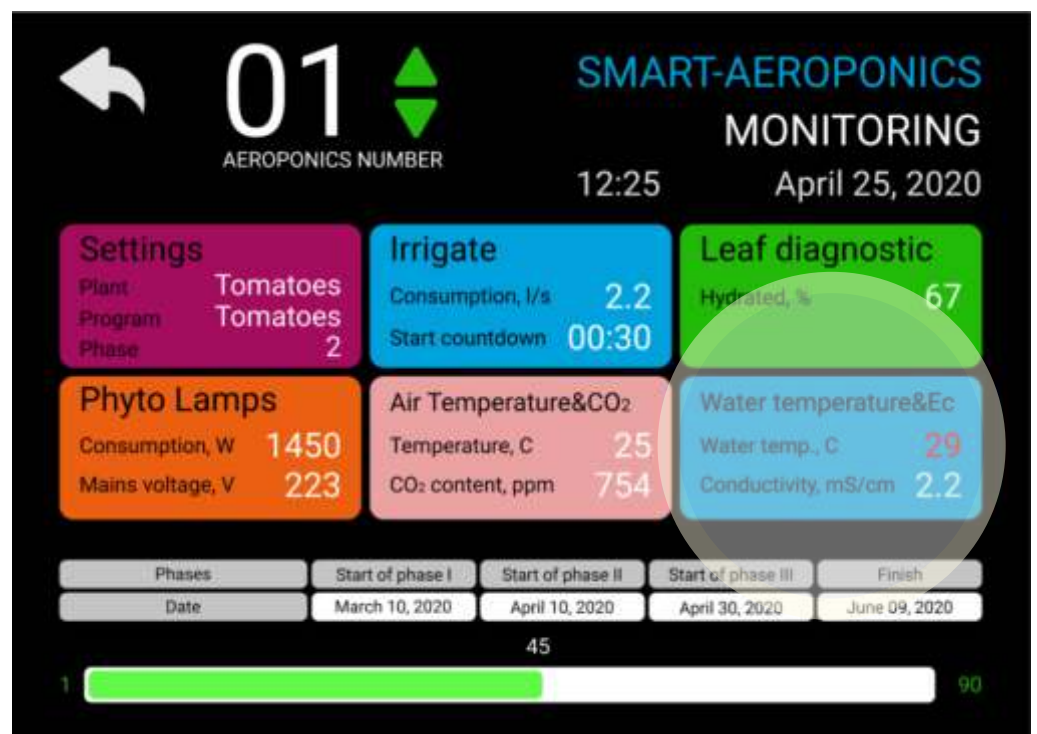 01
AEROPONICS NUMBER
SMART-AEROPONICS
MONITORING
12:25 April 25, 2020
Settings
Plant Tomatoes
Program Tomatoes
Phase 2
Irrigate
Consumption, l/s 2.2
Start countdown 00:30
Leaf diagnostic
Hydrated, % 67
Phyto Lamps
Consumption, W 1450
Mains voltage, V 223
Air Temperature&CO₂
Temperature, C 25
CO₂ content, ppm 754
Water temperature&Ec
Water temp., C 29
Conductivity, mS/cm 2.2
Phases Start of phase I Start of phase II Start of phase III Finish
Date March 10, 2020 April 10, 2020 April 30, 2020 June 09, 2020
45
1 90